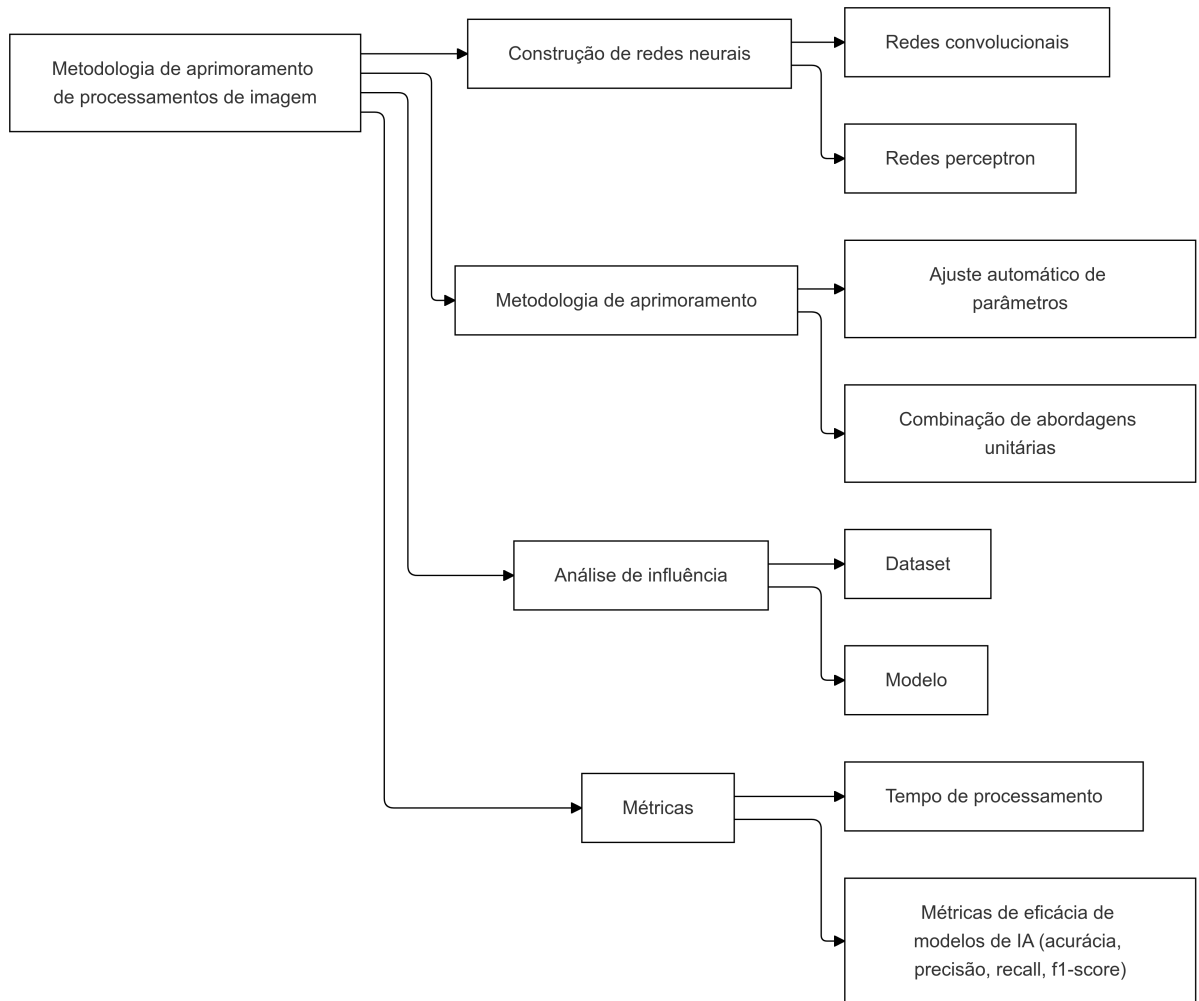 Metodologia de aprimoramento
de processamentos de imagem
Construção de redes neurais
Redes convolucionais
Redes perceptron
Metodologia de aprimoramento
Ajuste automático de
parâmetros
Combinação de abordagens
unitárias
Análise de influência
Dataset
Modelo
Métricas
Tempo de processamento
Métricas de eficácia de
modelos de IA (acurácia,
precisão, recall, f1-score)